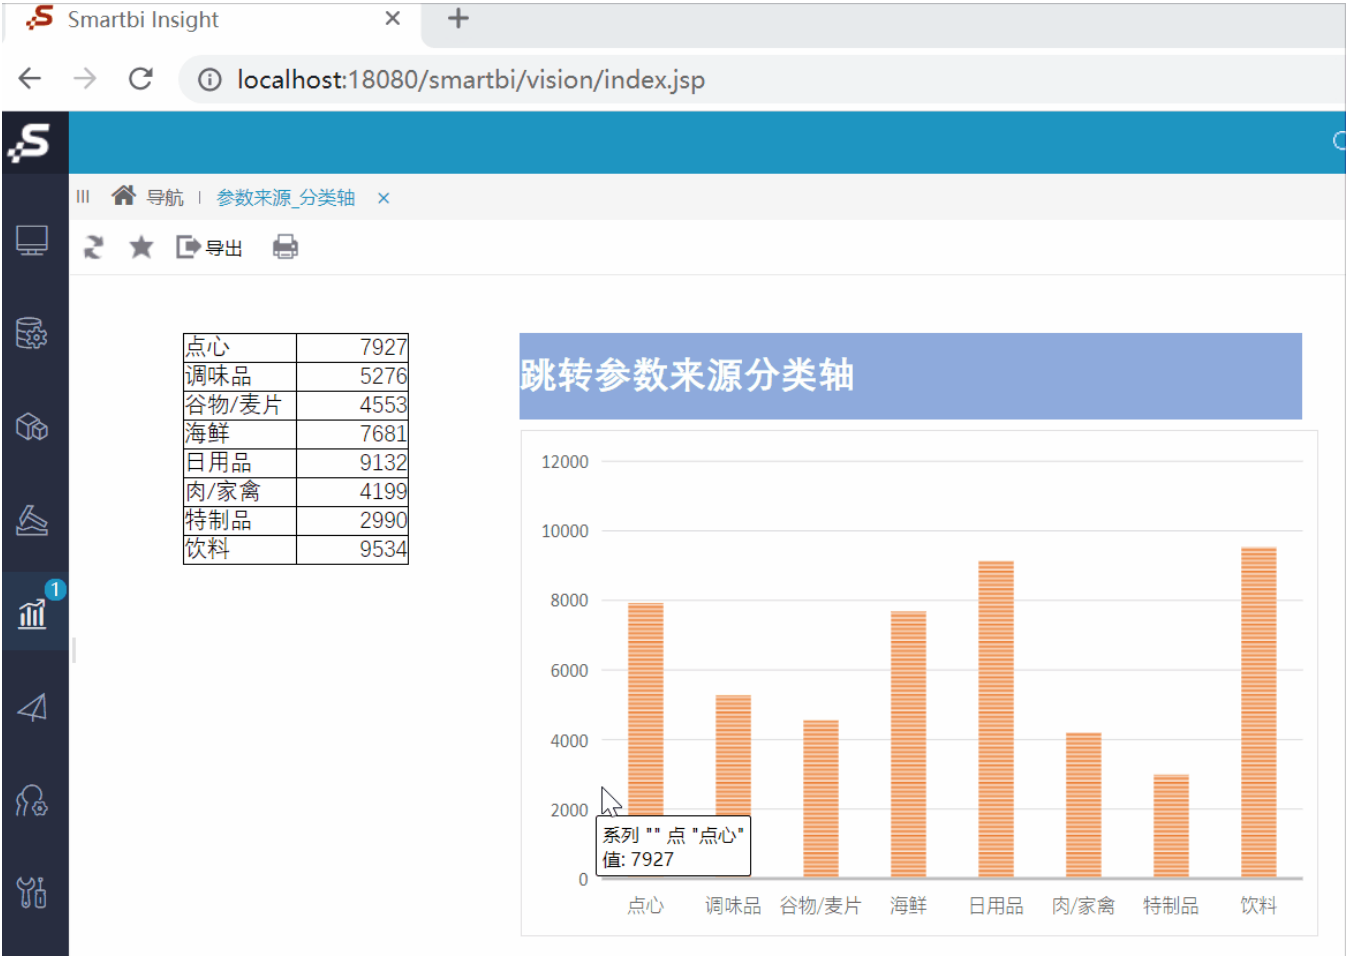 Smartbi Insight
localhost:18080/smartbi/vision/index.jsp
导航 参数来源_分类轴
导出
点心 7927
调味品 5276
谷物/麦片 4553
海鲜 7681
日用品 9132
肉/家禽 4199
特制品 2990
饮料 9534
1
跳转参数来源分类轴
12000
10000
8000
6000
4000
2000
0
系列 "" 点 "点心"
值: 7927
点心 调味品 谷物/麦片 海鲜 日用品 肉/家禽 特制品 饮料